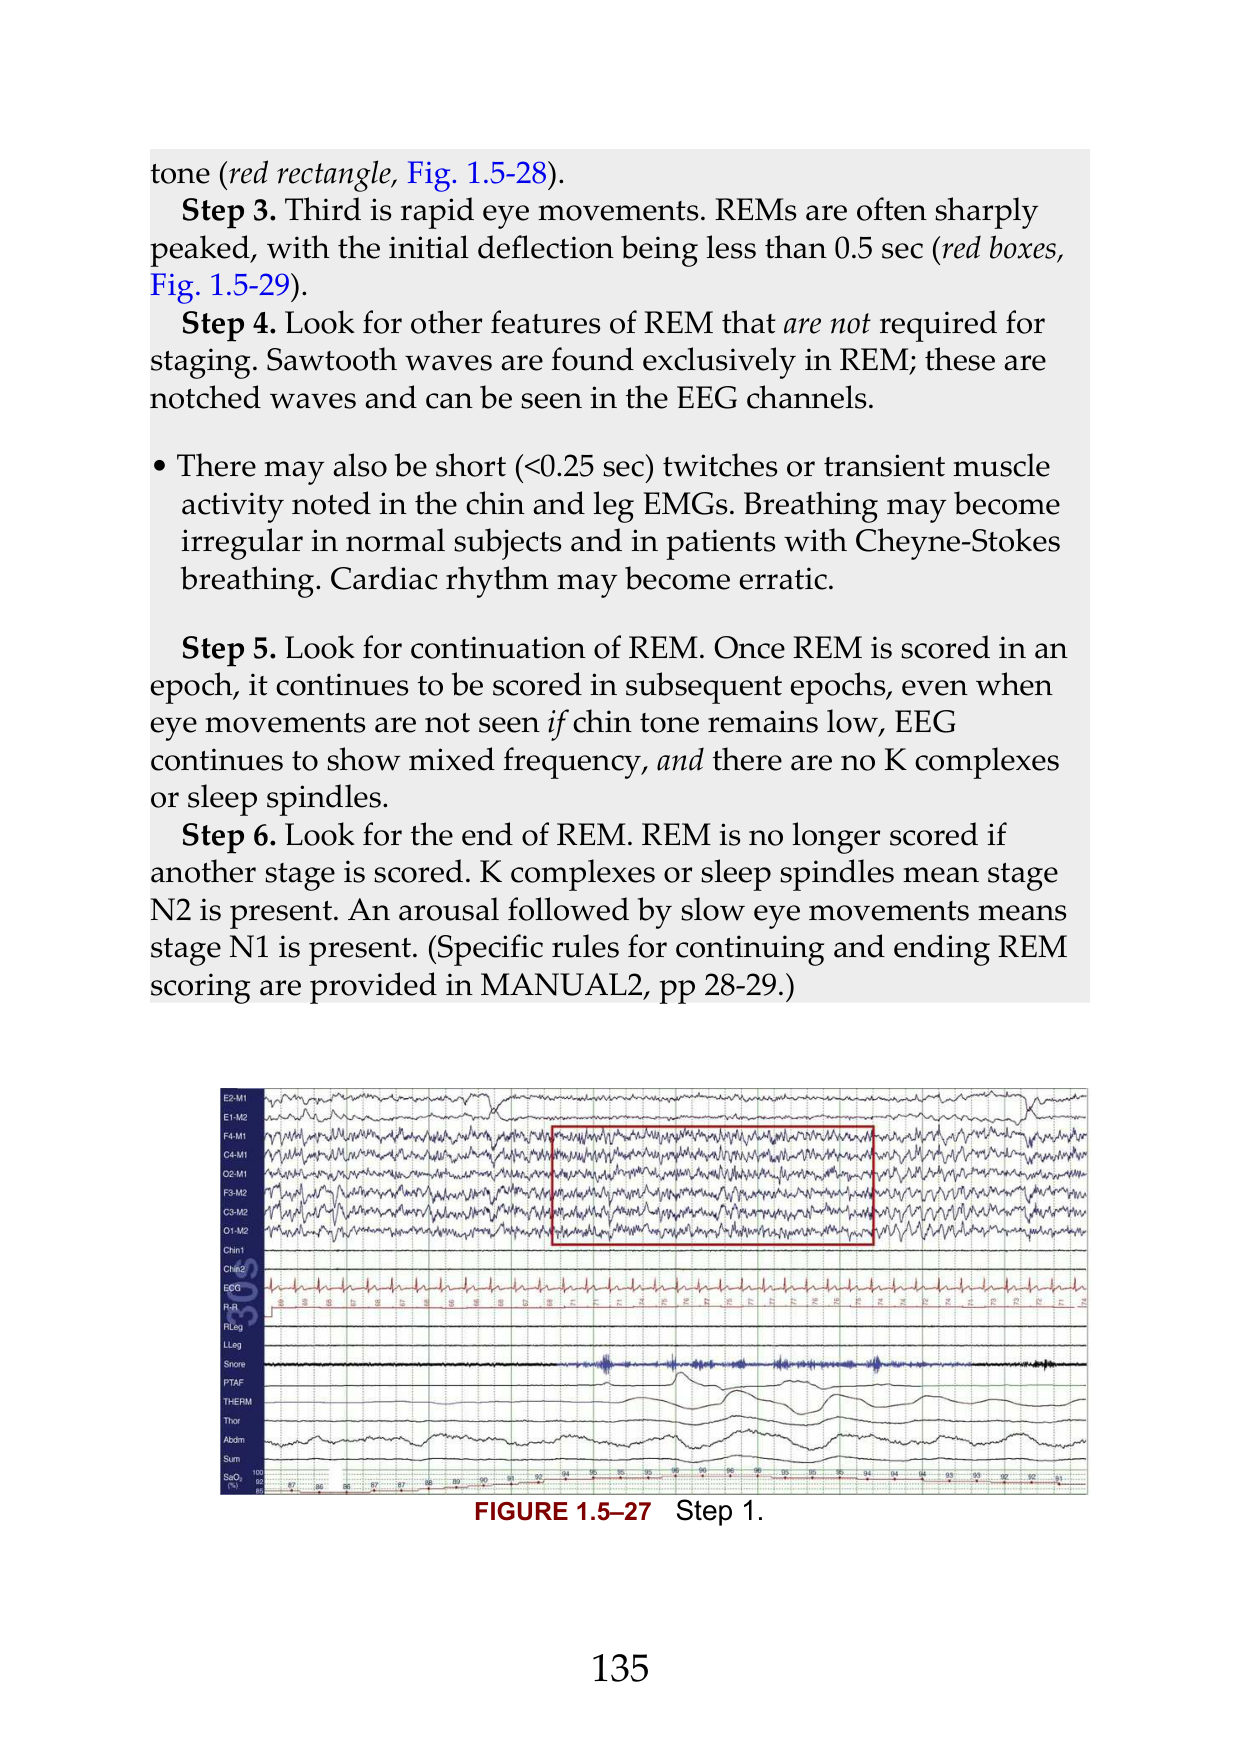 tone (red rectangle, Fig. 1.5-28).
Step 3. Third is rapid eye movements. REMs are often sharply
peaked, with the initial deflection being less than 0.5 sec (red boxes,
Fig. 1.5-29).
Step 4. Look for other features of REM that are not required for
staging. Sawtooth waves are found exclusively in REM; these are
notched waves and can be seen in the EEG channels.
• There may also be short (<0.25 sec) twitches or transient muscle
activity noted in the chin and leg EMGs. Breathing may become
irregular in normal subjects and in patients with Cheyne-Stokes
breathing. Cardiac rhythm may become erratic.
Step 5. Look for continuation of REM. Once REM is scored in an
epoch, it continues to be scored in subsequent epochs, even when
eye movements are not seen if chin tone remains low, EEG
continues to show mixed frequency, and there are no K complexes
or sleep spindles.
Step 6. Look for the end of REM. REM is no longer scored if
another stage is scored. K complexes or sleep spindles mean stage
N2 is present. An arousal followed by slow eye movements means
stage N1 is present. (Specific rules for continuing and ending REM
scoring are provided in MANUAL2, pp 28-29.)
E2-M1
E1-M2
F4-M1
C4-M1
O2-M1
F3-M2
C3-M2
O1-M2
Chin1
Chin2
ECG
R-R
30s
RLeg
LLeg
Snore
PTAF
THERM
Thor
Abdm
Sum
SaO2
(%)
100
92
85
FIGURE 1.5–27 Step 1.
135